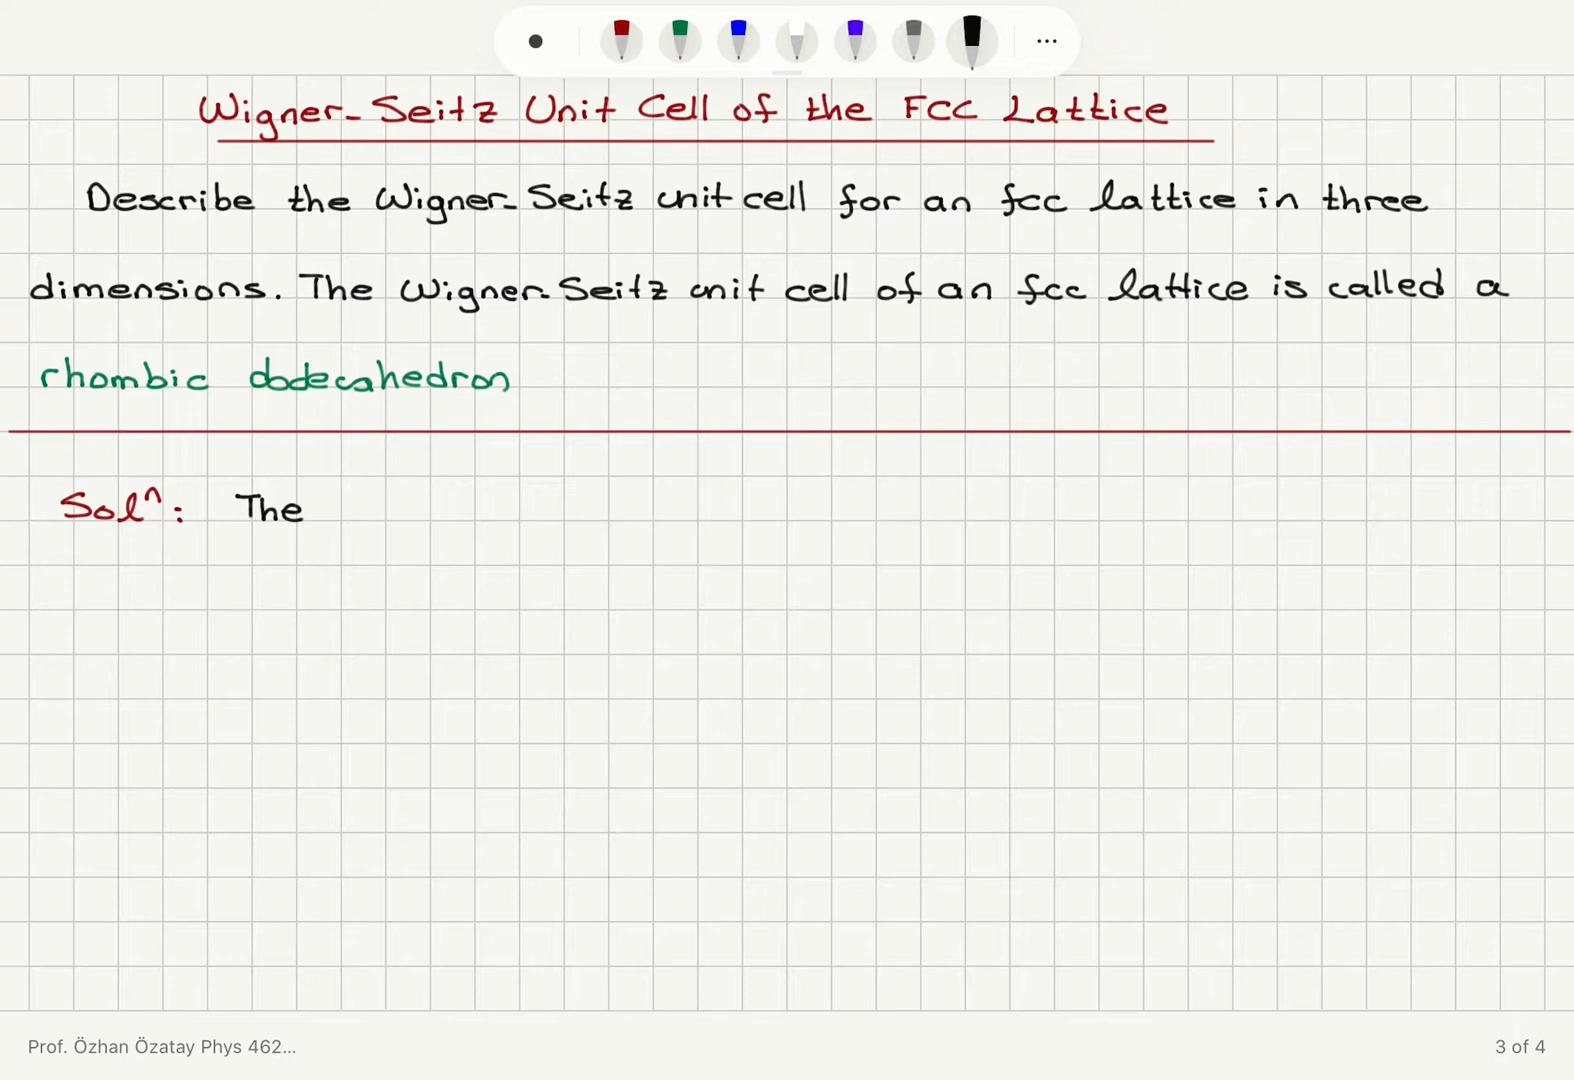 Wigner-Seitz Unit Cell of the FCC Lattice
Describe the Wigner-Seitz unit cell for an fcc lattice in three
dimensions. The Wigner-Seitz unit cell of an fcc lattice is called a
rhombic dodecahedron
Solⁿ: The
Prof. Özhan Özatay Phys 462...
3 of 4